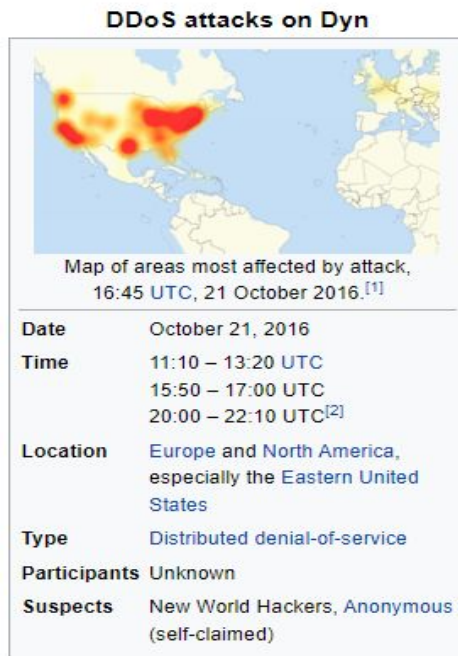 DDoS attacks on Dyn
Map of areas most affected by attack,
16:45 UTC, 21 October 2016.[1]
Date October 21, 2016
Time 11:10 – 13:20 UTC
15:50 – 17:00 UTC
20:00 – 22:10 UTC[2]
Location Europe and North America,
especially the Eastern United
States
Type Distributed denial-of-service
Participants Unknown
Suspects New World Hackers, Anonymous
(self-claimed)